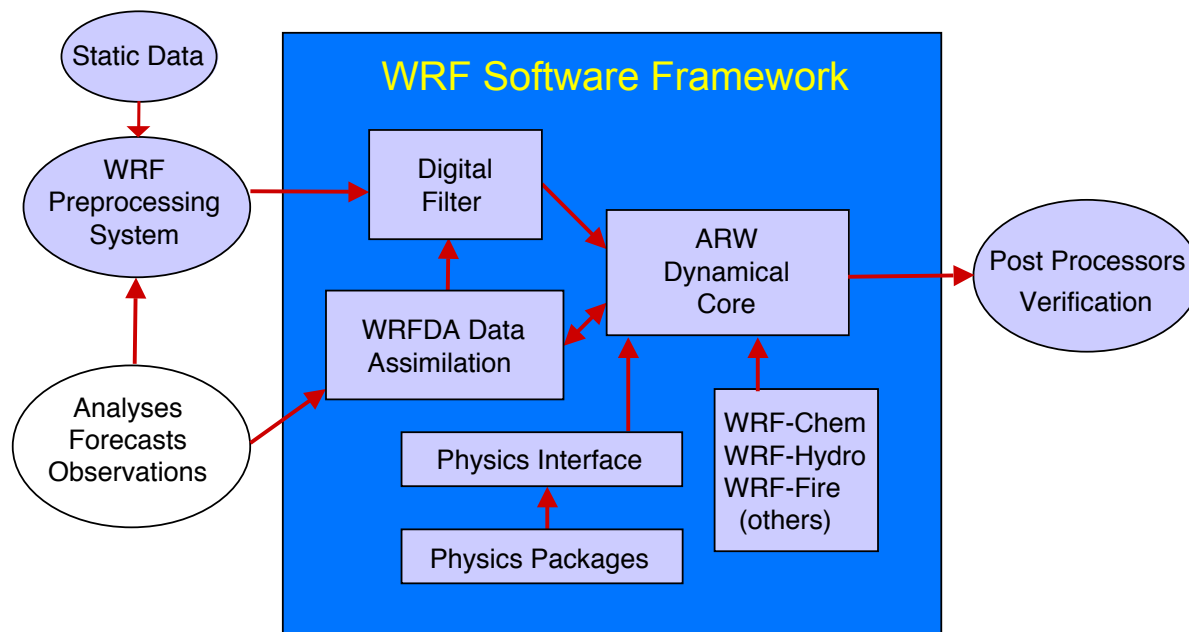 Static Data
WRF Software Framework
WRF
Preprocessing
System
Digital
Filter
ARW
Dynamical
Core
Post Processors
Verification
WRFDA Data
Assimilation
Analyses
Forecasts
Observations
Physics Interface
WRF-Chem
WRF-Hydro
WRF-Fire
(others)
Physics Packages